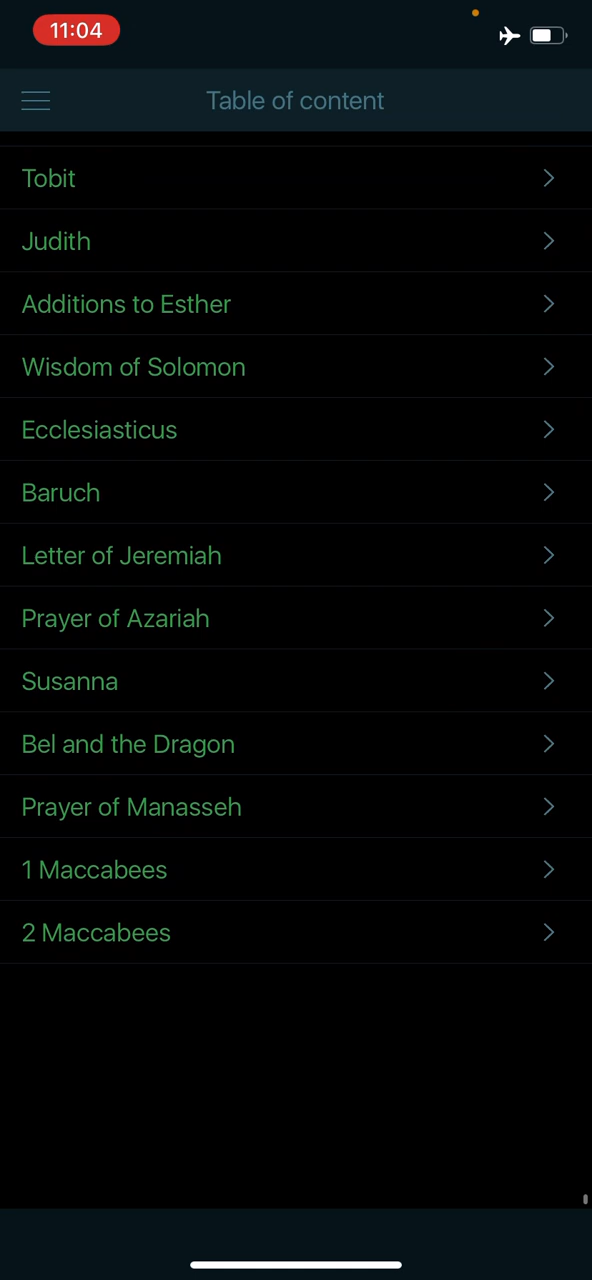 11:04
Table of content
Tobit
Judith
Additions to Esther
Wisdom of Solomon
Ecclesiasticus
Baruch
Letter of Jeremiah
Prayer of Azariah
Susanna
Bel and the Dragon
Prayer of Manasseh
1 Maccabees
2 Maccabees